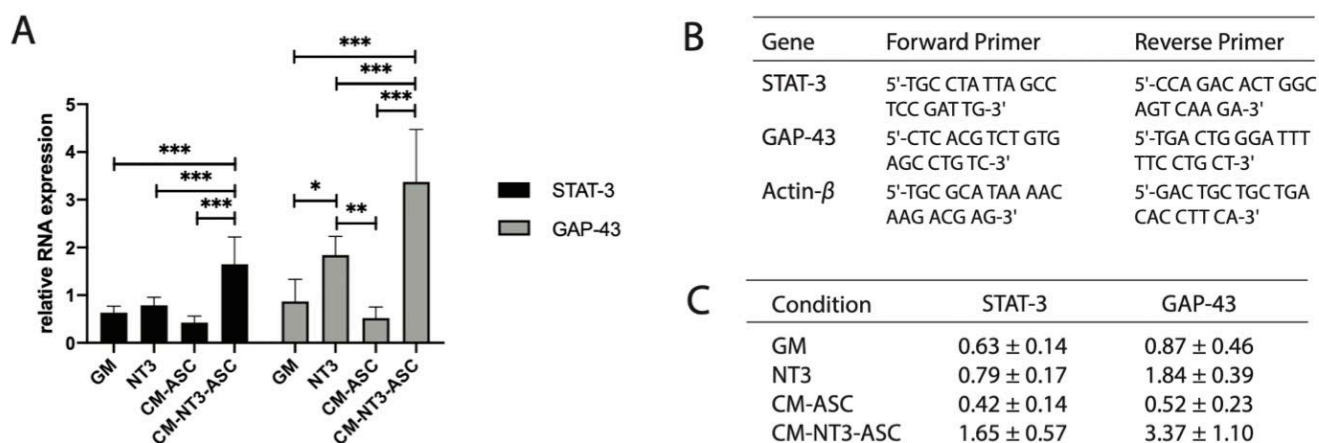 A
relative RNA expression
5
4
3
2
1
0
***
***
***
***
***
***
*
**
GM
NT3
CM-ASC
CM-NT3-ASC
GM
NT3
CM-ASC
CM-NT3-ASC
STAT-3
GAP-43
B
Gene Forward Primer Reverse Primer
STAT-3 5'-TGC CTA TTA GCC 5'-CCA GAC ACT GGC
TCC GAT TG-3' AGT CAA GA-3'
GAP-43 5'-CTC ACG TCT GTG 5'-TGA CTG GGA TTT
AGC CTG TC-3' TTC CTG CT-3'
Actin-β 5'-TGC GCA TAA AAC 5'-GAC TGC TGC TGA
AAG ACG AG-3' CAC CTT CA-3'
C
Condition STAT-3 GAP-43
GM 0.63 ± 0.14 0.87 ± 0.46
NT3 0.79 ± 0.17 1.84 ± 0.39
CM-ASC 0.42 ± 0.14 0.52 ± 0.23
CM-NT3-ASC 1.65 ± 0.57 3.37 ± 1.10